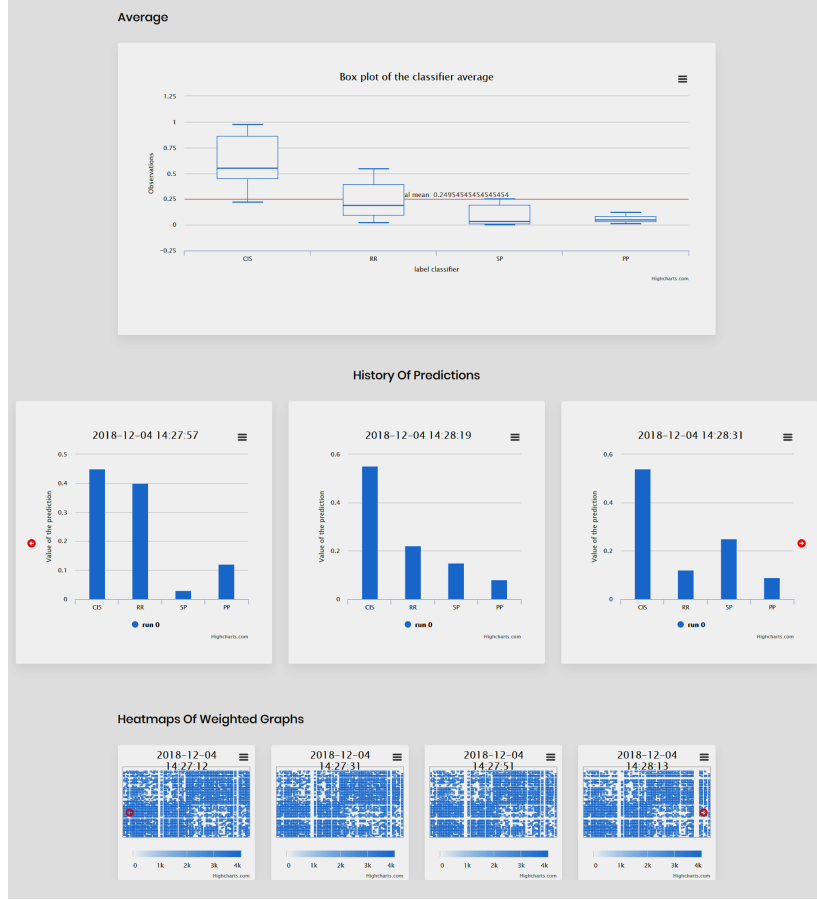 Average
Box plot of the classifier average
1.25
1
0.75
0.5
0.25
0
-0.25
Observations
al mean: 0.24954545454545454
CIS RR SP PP
label classifier
Highcharts.com
History Of Predictions
2018-12-04 14:27:57
0.5
0.4
0.3
0.2
0.1
0
Value of the prediction
CIS RR SP PP
run 0
Highcharts.com
2018-12-04 14:28:19
0.6
0.4
0.2
0
Value of the prediction
CIS RR SP PP
run 0
Highcharts.com
2018-12-04 14:28:31
0.6
0.4
0.2
0
Value of the prediction
CIS RR SP PP
run 0
Highcharts.com
Heatmaps Of Weighted Graphs
2018-12-04
14:27:12
0 1k 2k 3k 4k
Highcharts.com
2018-12-04
14:27:31
0 1k 2k 3k 4k
Highcharts.com
2018-12-04
14:27:51
0 1k 2k 3k 4k
Highcharts.com
2018-12-04
14:28:13
0 1k 2k 3k 4k
Highcharts.com